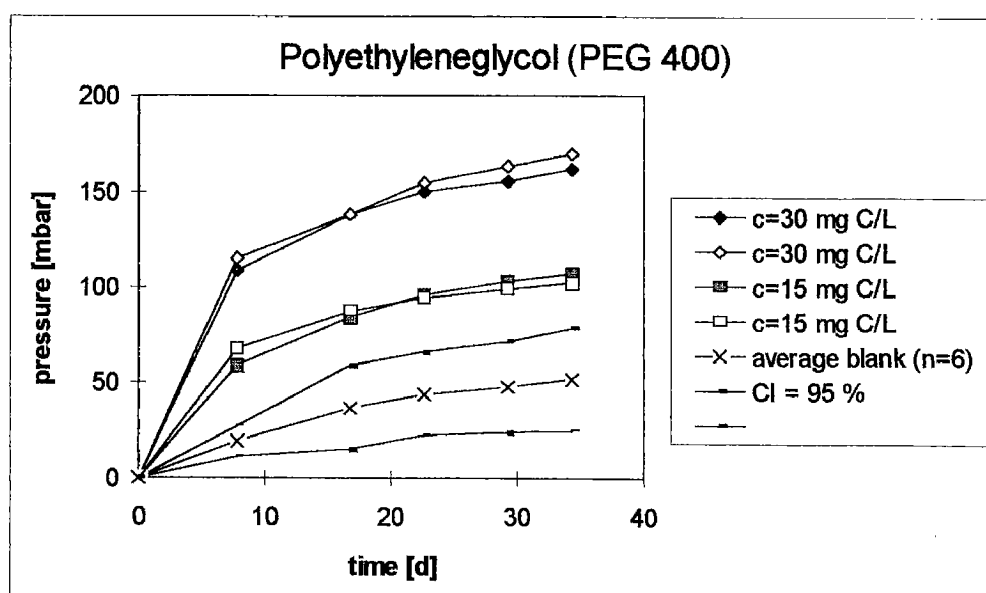 Polyethyleneglycol (PEG 400)
200
150
100
50
0
pressure [mbar]
0 10 20 30 40
time [d]
c=30 mg C/L
c=30 mg C/L
c=15 mg C/L
c=15 mg C/L
average blank (n=6)
CI = 95 %